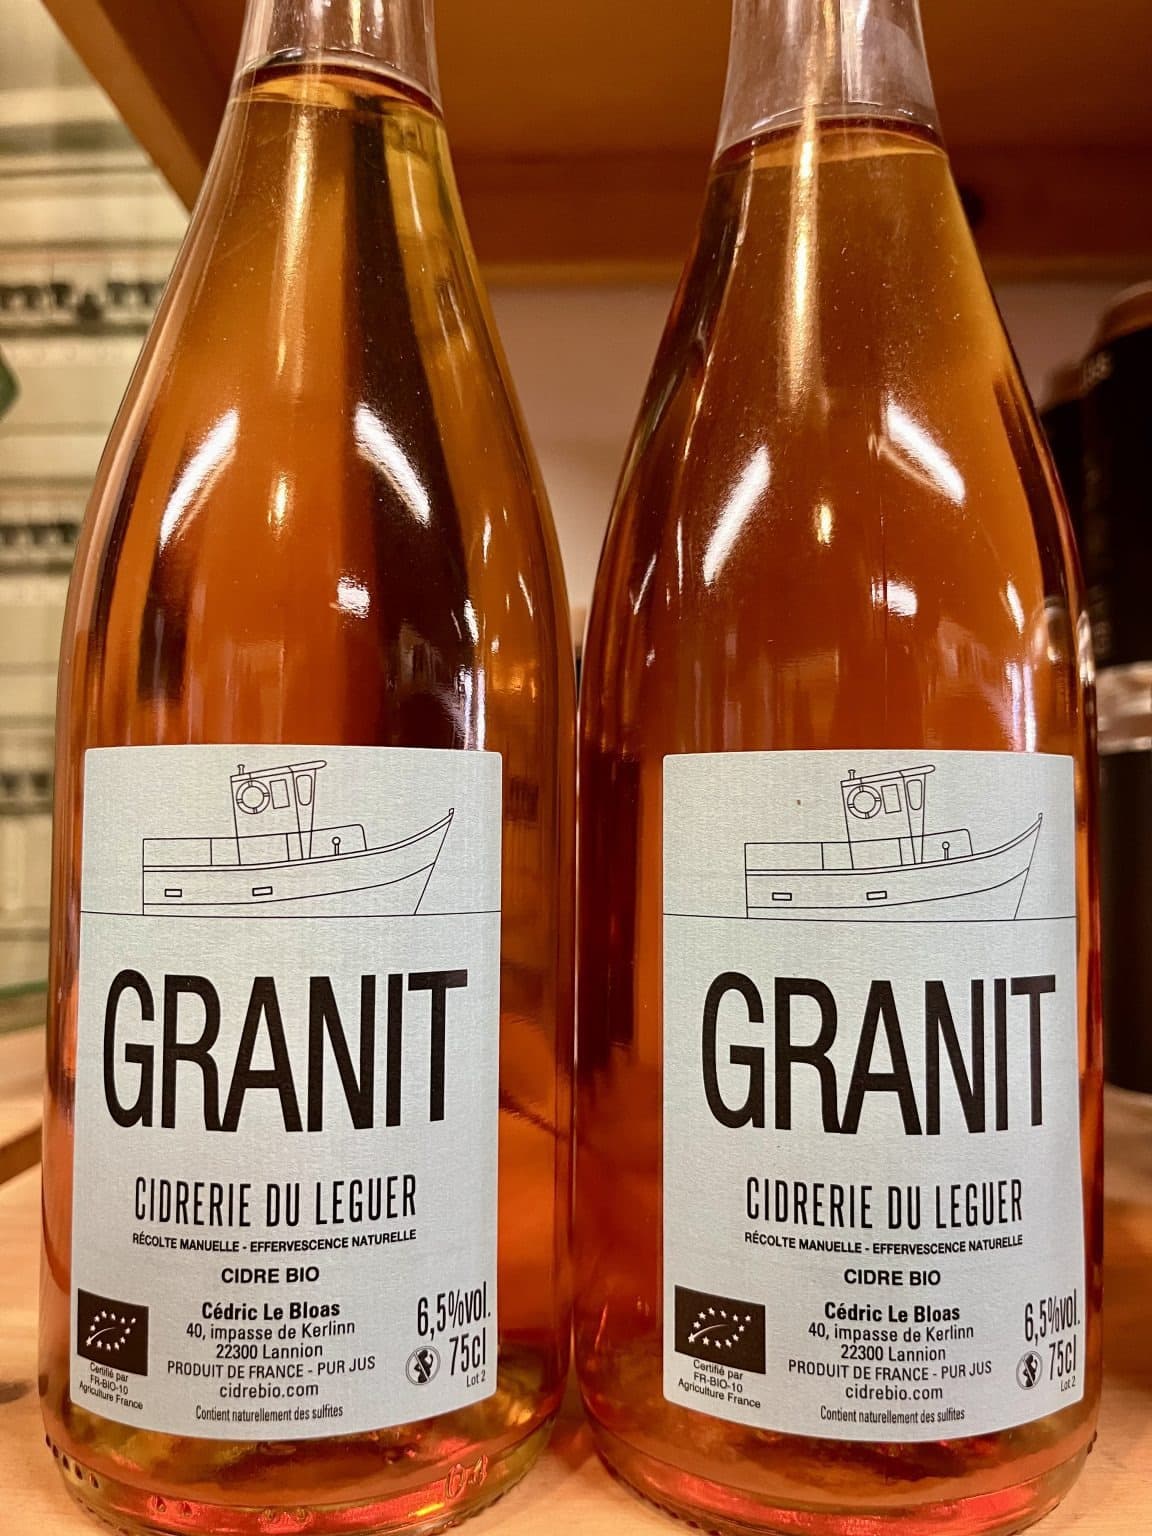 GRANIT
CIDRERIE DU LEGUER
RÉCOLTE MANUELLE - EFFERVESCENCE NATURELLE
CIDRE BIO
Cédric Le Bloas
40, impasse de Kerlinn
22300 Lannion
PRODUIT DE FRANCE - PUR JUS
cidrebio.com
Contient naturellement des sulfites
Certifié par
FR-BIO-10
Agriculture France
6,5%vol.
75cl
Lot 2
GRANIT
CIDRERIE DU LEGUER
RÉCOLTE MANUELLE - EFFERVESCENCE NATURELLE
CIDRE BIO
Cédric Le Bloas
40, impasse de Kerlinn
22300 Lannion
PRODUIT DE FRANCE - PUR JUS
cidrebio.com
Contient naturellement des sulfites
Certifié par
FR-BIO-10
Agriculture France
6,5%vol.
75cl
Lot 2